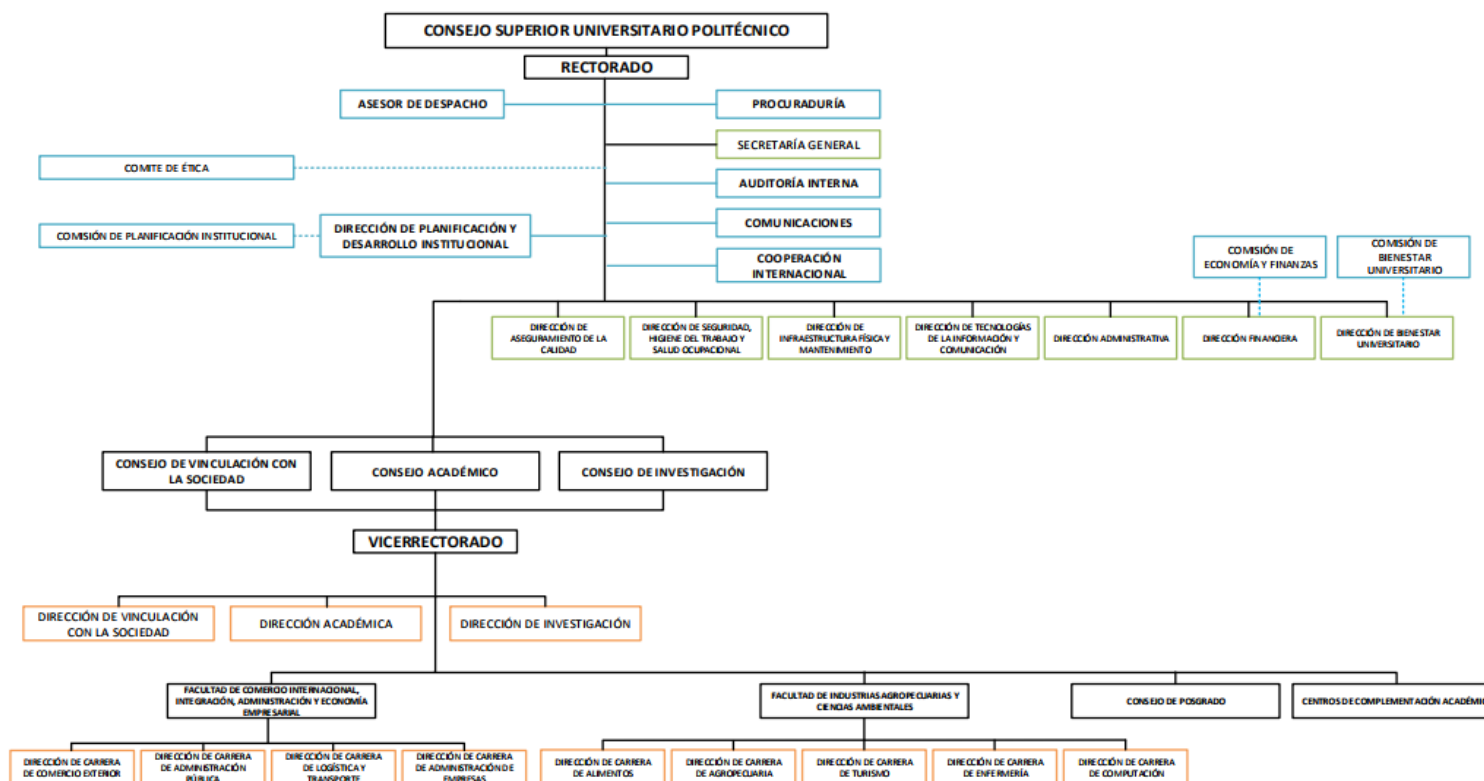 CONSEJO SUPERIOR UNIVERSITARIO POLITÉCNICO
RECTORADO
ASESOR DE DESPACHO
PROCURADURÍA
SECRETARÍA GENERAL
COMITE DE ÉTICA
AUDITORÍA INTERNA
COMISIÓN DE PLANIFICACIÓN INSTITUCIONAL
DIRECCIÓN DE PLANIFICACIÓN Y
DESARROLLO INSTITUCIONAL
COMUNICACIONES
COOPERACIÓN
INTERNACIONAL
COMISIÓN DE
ECONOMÍA Y FINANZAS
COMISIÓN DE
BIENESTAR
UNIVERSITARIO
DIRECCIÓN DE
ASEGURAMIENTO DE LA
CALIDAD
DIRECCIÓN DE SEGURIDAD,
HIGIENE DEL TRABAJO Y
SALUD OCUPACIONAL
DIRECCIÓN DE
INFRAESTRUCTURA FÍSICA Y
MANTENIMIENTO
DIRECCIÓN DE TECNOLOGÍAS
DE LA INFORMACIÓN Y
COMUNICACIÓN
DIRECCIÓN ADMINISTRATIVA
DIRECCIÓN FINANCIERA
DIRECCIÓN DE BIENESTAR
UNIVERSITARIO
CONSEJO DE VINCULACIÓN CON
LA SOCIEDAD
CONSEJO ACADÉMICO
CONSEJO DE INVESTIGACIÓN
VICERRECTORADO
DIRECCIÓN DE VINCULACIÓN
CON LA SOCIEDAD
DIRECCIÓN ACADÉMICA
DIRECCIÓN DE INVESTIGACIÓN
FACULTAD DE COMERCIO INTERNACIONAL,
INTEGRACIÓN, ADMINISTRACIÓN Y ECONOMÍA
EMPRESARIAL
FACULTAD DE INDUSTRIAS AGROPECUARIAS Y
CIENCIAS AMBIENTALES
CONSEJO DE POSGRADO
CENTROS DE COMPLEMENTACIÓN ACADÉMIC
DIRECCIÓN DE CARRERA
DE COMERCIO EXTERIOR
DIRECCIÓN DE CARRERA
DE ADMINISTRACIÓN
PÚBLICA
DIRECCIÓN DE CARRERA
DE LOGÍSTICA Y
TRANSPORTE
DIRECCIÓN DE CARRERA
DE ADMINISTRACIÓN DE
EMPRESAS
DIRECCIÓN DE CARRERA
DE ALIMENTOS
DIRECCIÓN DE CARRERA
DE AGROPECUARIA
DIRECCIÓN DE CARRERA
DE TURISMO
DIRECCIÓN DE CARRERA
DE ENFERMERÍA
DIRECCIÓN DE CARRERA
DE COMPUTACIÓN